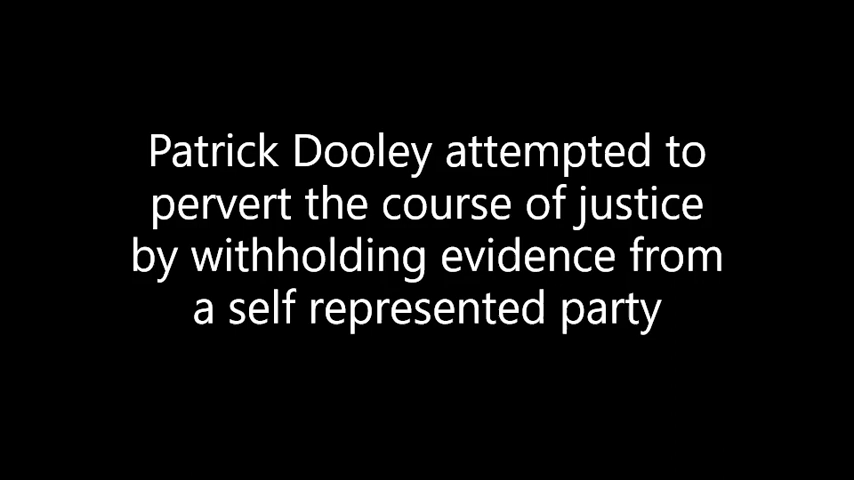 Patrick Dooley attempted to
pervert the course of justice
by withholding evidence from
a self represented party